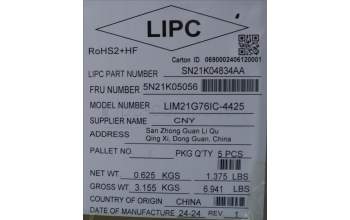 LIPC
RoHS2+HF
Carton ID 0690002406120001
LIPC PART NUMBER SN21K04834AA
FRU NUMBER 5N21K05056
MODEL NUMBER LIM21G76IC-4425
SUPPLIER NAME CNY
ADDRESS San Zhong Guan Li Qu
Qing Xi, Dong Guan, China
PALLET NO. PKG Q'TY 5 PCS
NET WT. 0.625 KGS 1.375 LBS
GROSS WT. 3.155 KGS 6.941 LBS
COUNTRY OF ORIGIN CHINA
DATE OF MANUFACTURE 24-24 REV.